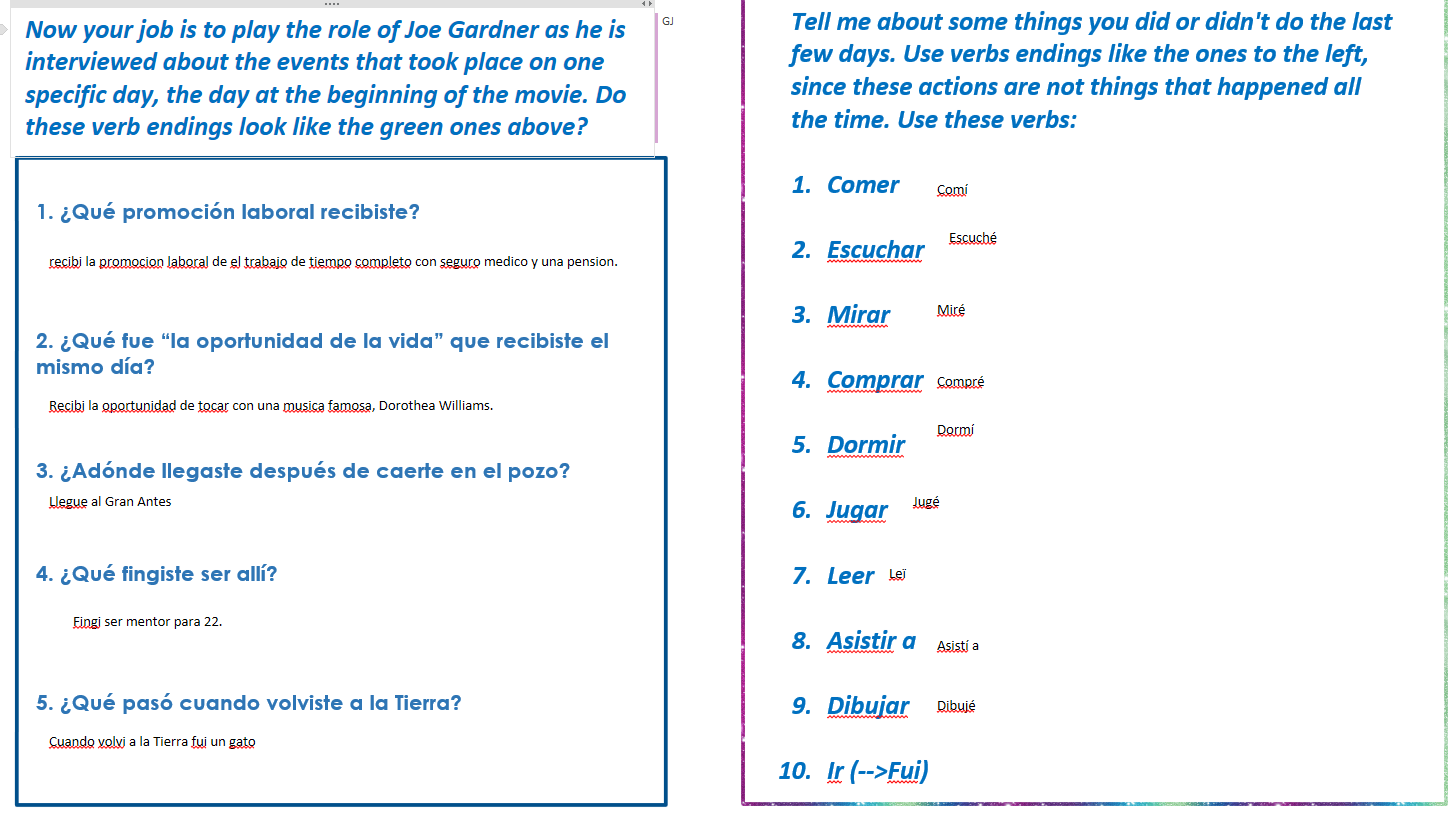 Now your job is to play the role of Joe Gardner as he is
interviewed about the events that took place on one
specific day, the day at the beginning of the movie. Do
these verb endings look like the green ones above?
GJ
1. ¿Qué promoción laboral recibiste?
recibi la promocion laboral de el trabajo de tiempo completo con seguro medico y una pension.
2. ¿Qué fue “la oportunidad de la vida” que recibiste el
mismo día?
Recibi la oportunidad de tocar con una musica famosa, Dorothea Williams.
3. ¿Adónde llegaste después de caerte en el pozo?
Llegue al Gran Antes
4. ¿Qué fingiste ser allí?
Fingi ser mentor para 22.
5. ¿Qué pasó cuando volviste a la Tierra?
Cuando volvi a la Tierra fui un gato
Tell me about some things you did or didn't do the last
few days. Use verbs endings like the ones to the left,
since these actions are not things that happened all
the time. Use these verbs:
1. Comer Comí
2. Escuchar Escuché
3. Mirar Miré
4. Comprar Compré
5. Dormir Dormí
6. Jugar Jugé
7. Leer Leï
8. Asistir a Asistí a
9. Dibujar Dibujé
10. Ir (-->Fui)